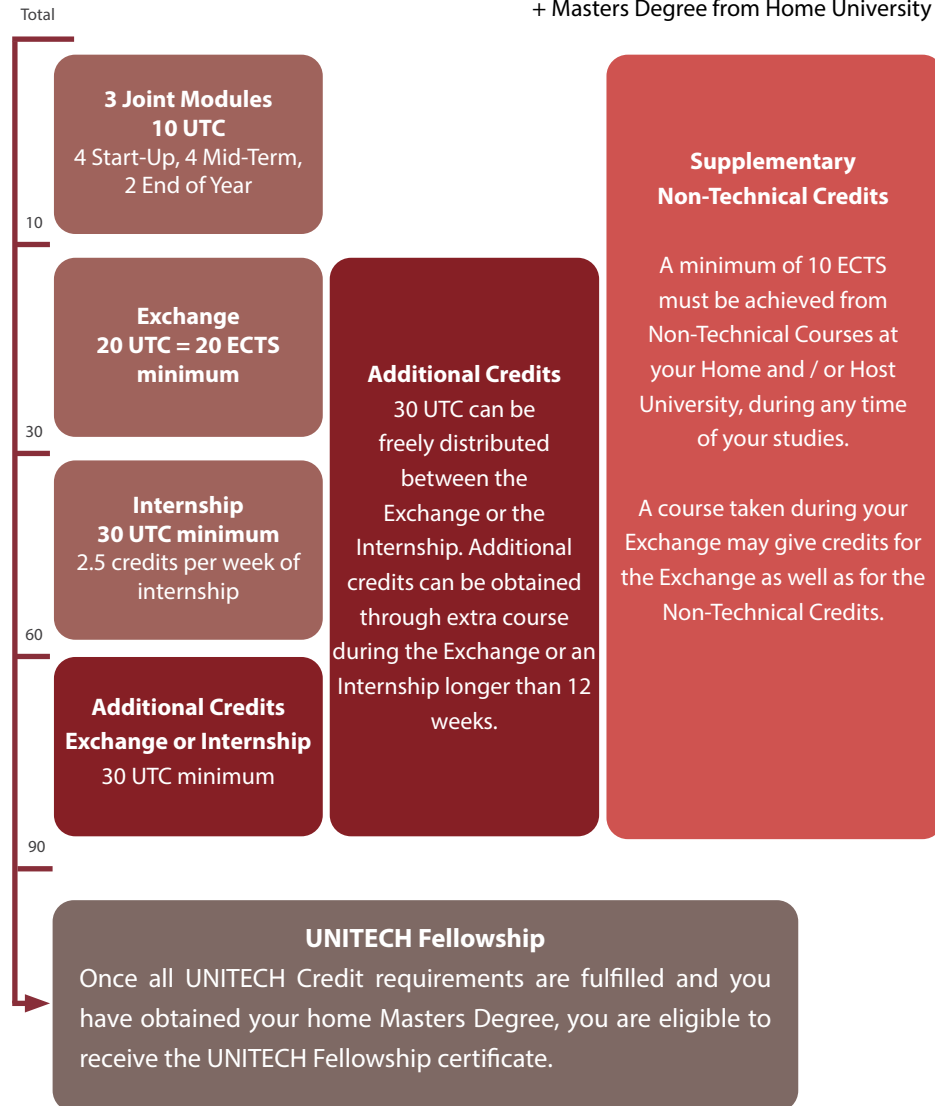 Total
+ Masters Degree from Home University
3 Joint Modules
10 UTC
4 Start-Up, 4 Mid-Term,
2 End of Year
10
Exchange
20 UTC = 20 ECTS
minimum
30
Internship
30 UTC minimum
2.5 credits per week of
internship
60
Additional Credits
Exchange or Internship
30 UTC minimum
90
Additional Credits
30 UTC can be
freely distributed
between the
Exchange or the
Internship. Additional
credits can be obtained
through extra course
during the Exchange or an
Internship longer than 12
weeks.
Supplementary
Non-Technical Credits
A minimum of 10 ECTS
must be achieved from
Non-Technical Courses at
your Home and / or Host
University, during any time
of your studies.
A course taken during your
Exchange may give credits for
the Exchange as well as for the
Non-Technical Credits.
UNITECH Fellowship
Once all UNITECH Credit requirements are fulfilled and you
have obtained your home Masters Degree, you are eligible to
receive the UNITECH Fellowship certificate.